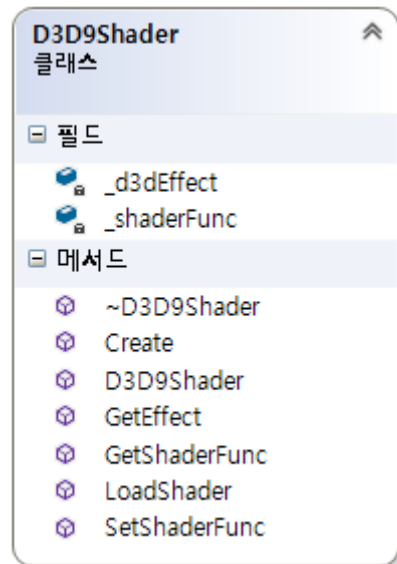 D3D9Shader
클래스
필드
_d3dEffect
_shaderFunc
메서드
~D3D9Shader
Create
D3D9Shader
GetEffect
GetShaderFunc
LoadShader
SetShaderFunc